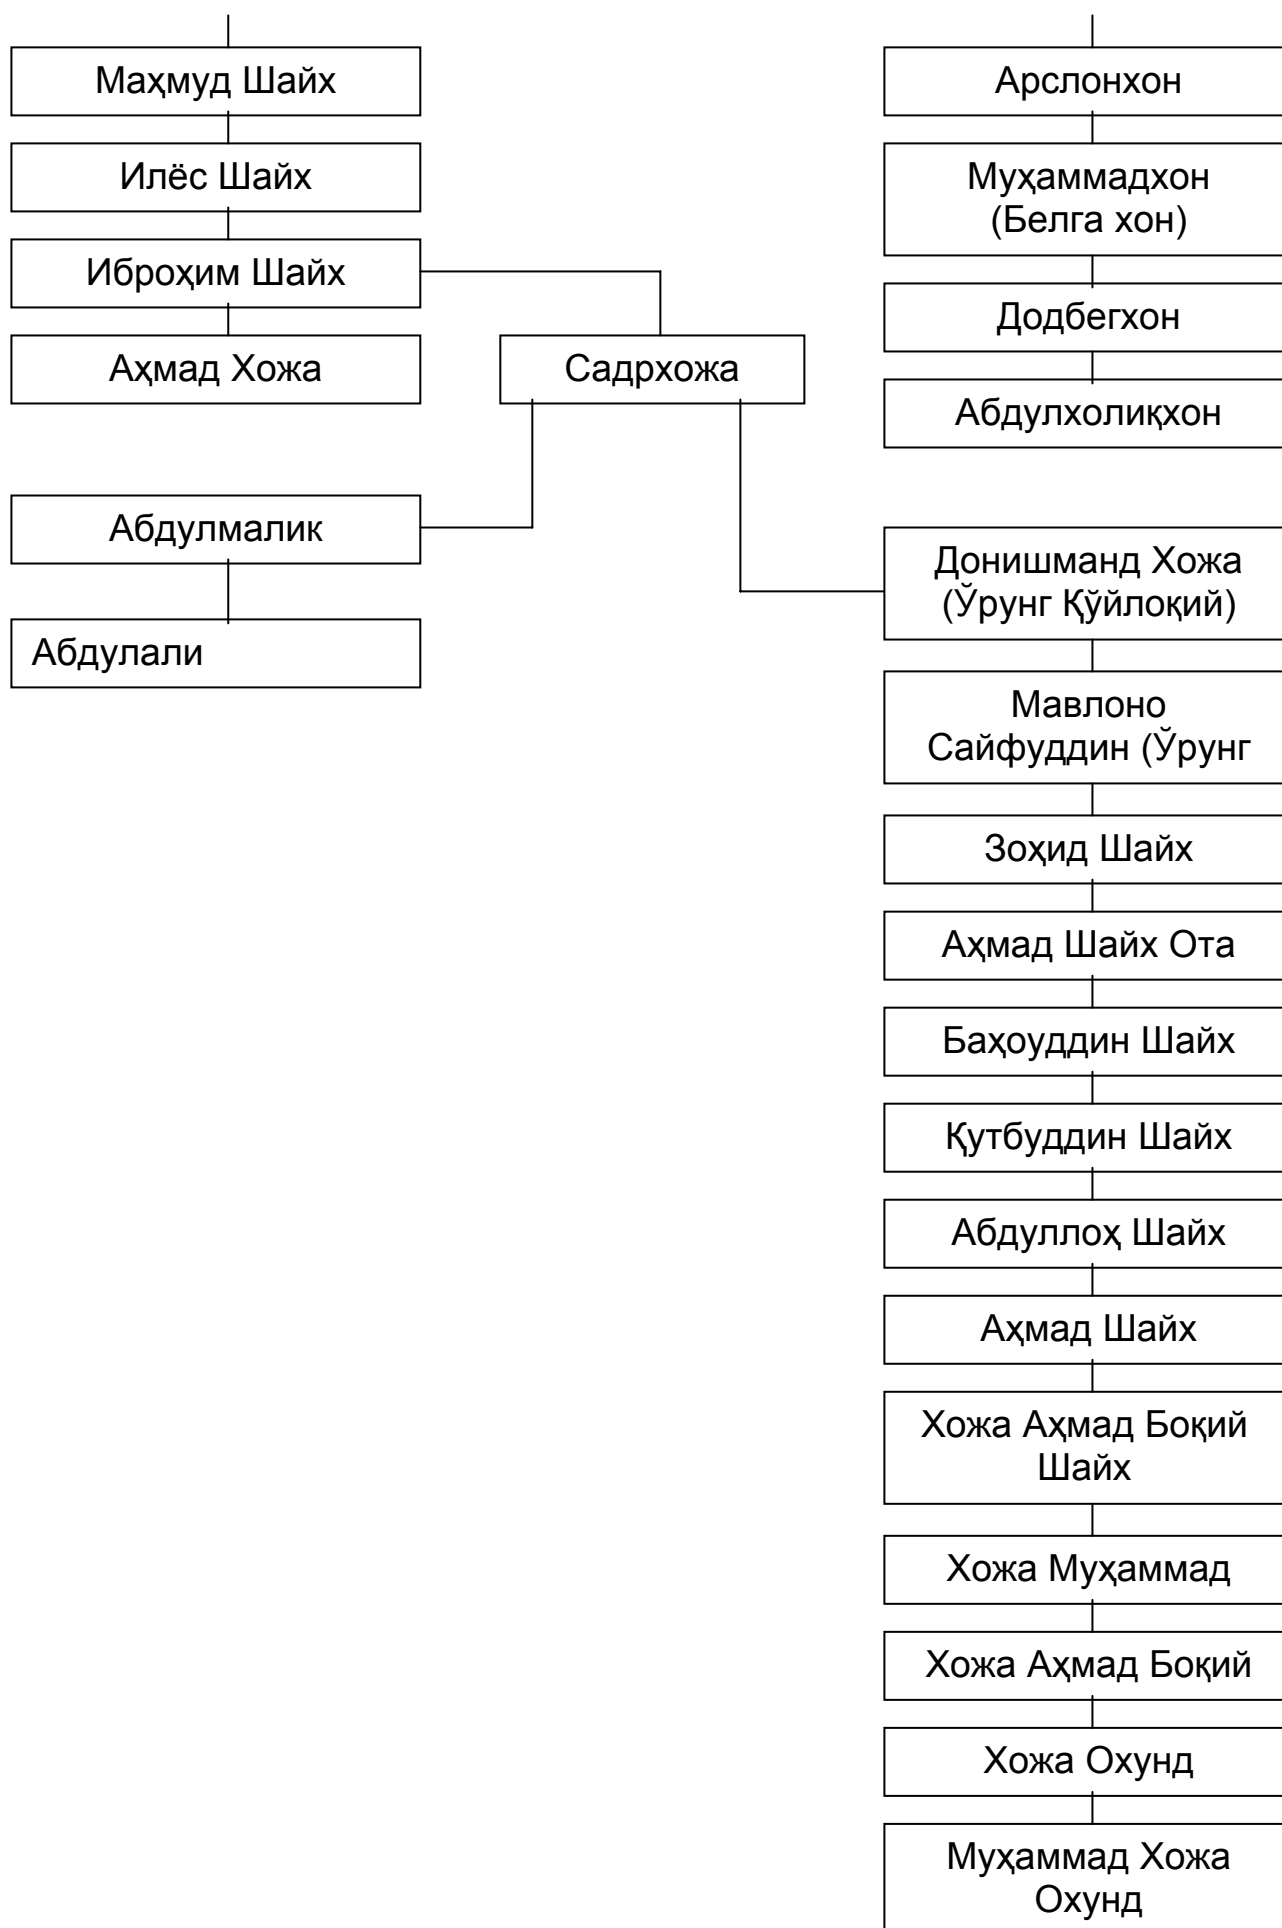 Маҳмуд Шайх
Илёс Шайх
Иброҳим Шайх
Аҳмад Хожа
Садрхожа
Абдулмалик
Абдулали
Арслонхон
Муҳаммадхон
(Белга хон)
Додбегхон
Абдулхолиқхон
Донишманд Хожа
(Ўрунг Қўйлоқий)
Мавлоно
Сайфуддин (Ўрунг
Зоҳид Шайх
Аҳмад Шайх Ота
Баҳоуддин Шайх
Қутбуддин Шайх
Абдуллоҳ Шайх
Аҳмад Шайх
Хожа Аҳмад Боқий
Шайх
Хожа Муҳаммад
Хожа Аҳмад Боқий
Хожа Охунд
Муҳаммад Хожа
Охунд